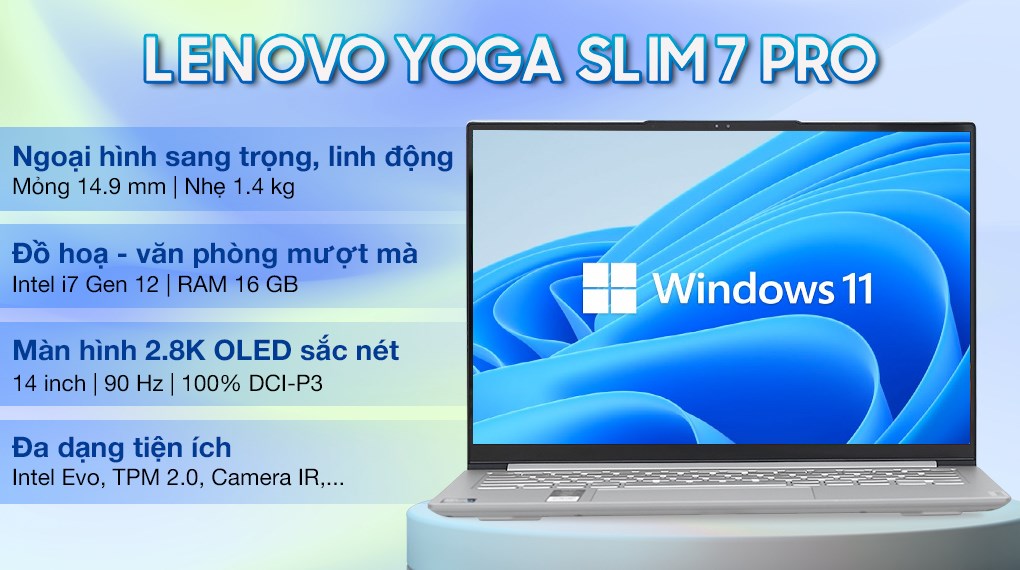 LENOVO YOGA SLIM 7 PRO
Ngoại hình sang trọng, linh động
Mỏng 14.9 mm | Nhẹ 1.4 kg
Đồ hoạ - văn phòng mượt mà
Intel i7 Gen 12 | RAM 16 GB
Màn hình 2.8K OLED sắc nét
14 inch | 90 Hz | 100% DCI-P3
Đa dạng tiện ích
Intel Evo, TPM 2.0, Camera IR,...
Windows 11